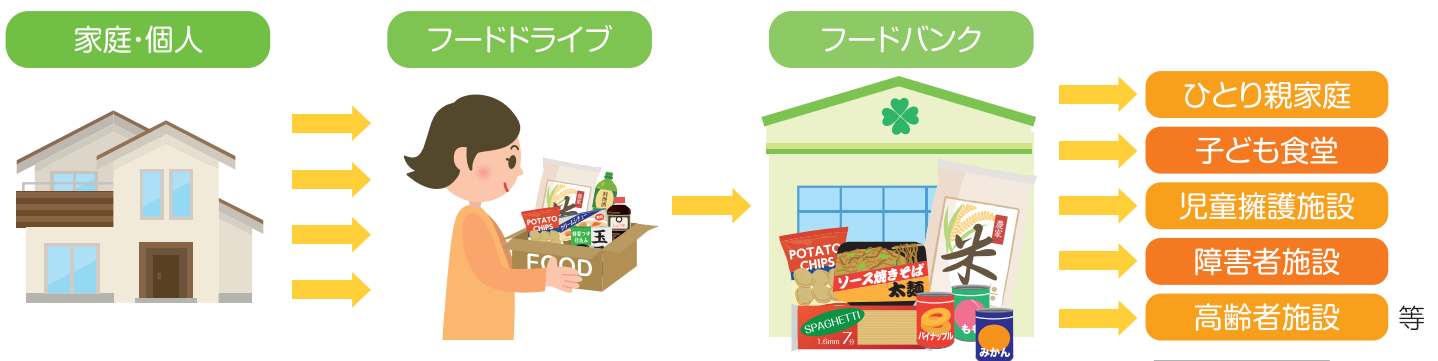 家庭・個人
フードドライブ
フードバンク
ひとり親家庭
子ども食堂
児童擁護施設
障害者施設
高齢者施設 等
POTATO
CHIPS
FOOD
米
農家
POTATO
CHIPS
ソース焼きそば
太麺
SPAGHETTI
1.6mm 7分
パイナップル
もも
みかん